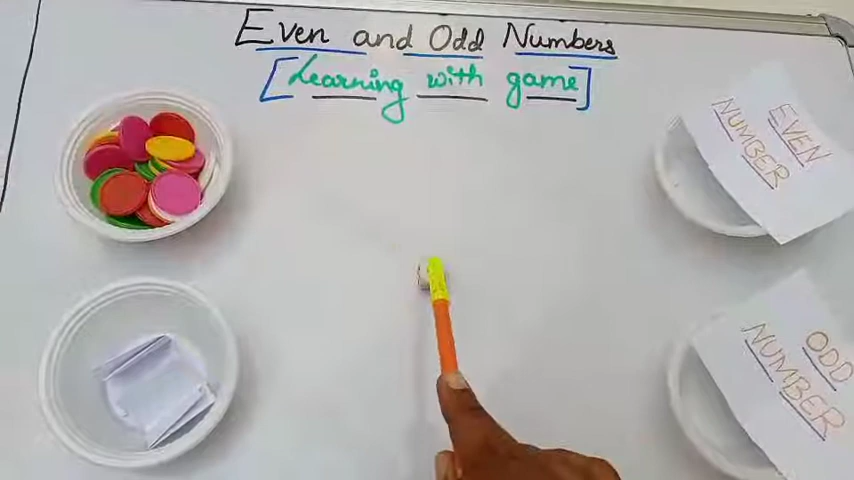 Even and Odd Numbers
[Learning with game]
EVEN
NUMBER
ODD
NUMBER